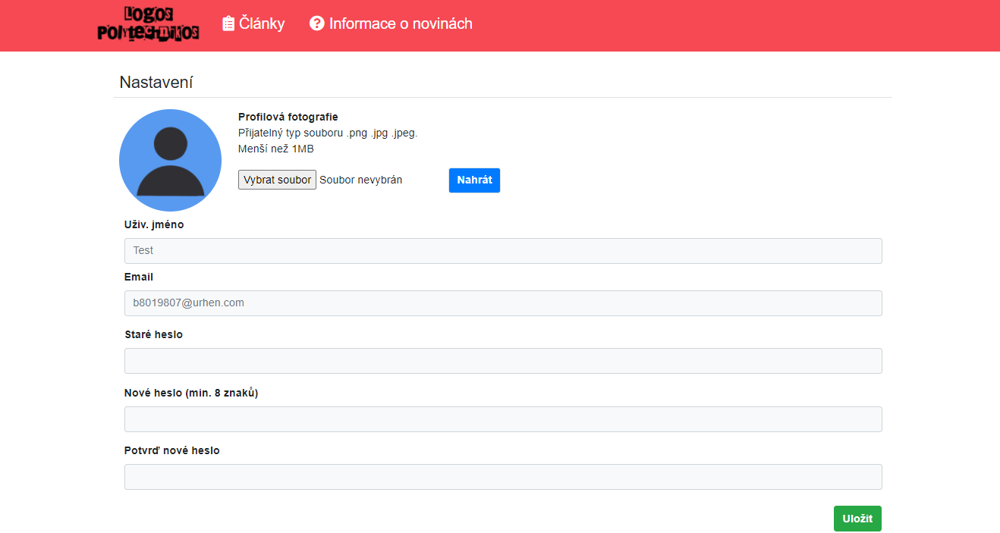 Logos
Polytechnikos
Články
Informace o novinách
Nastavení
Profilová fotografie
Přijatelný typ souboru .png .jpg .jpeg.
Menší než 1MB
Vybrat soubor Soubor nevybrán
Nahrát
Uživ. jméno
Test
Email
b8019807@urhen.com
Staré heslo
Nové heslo (min. 8 znaků)
Potvrď nové heslo
Uložit